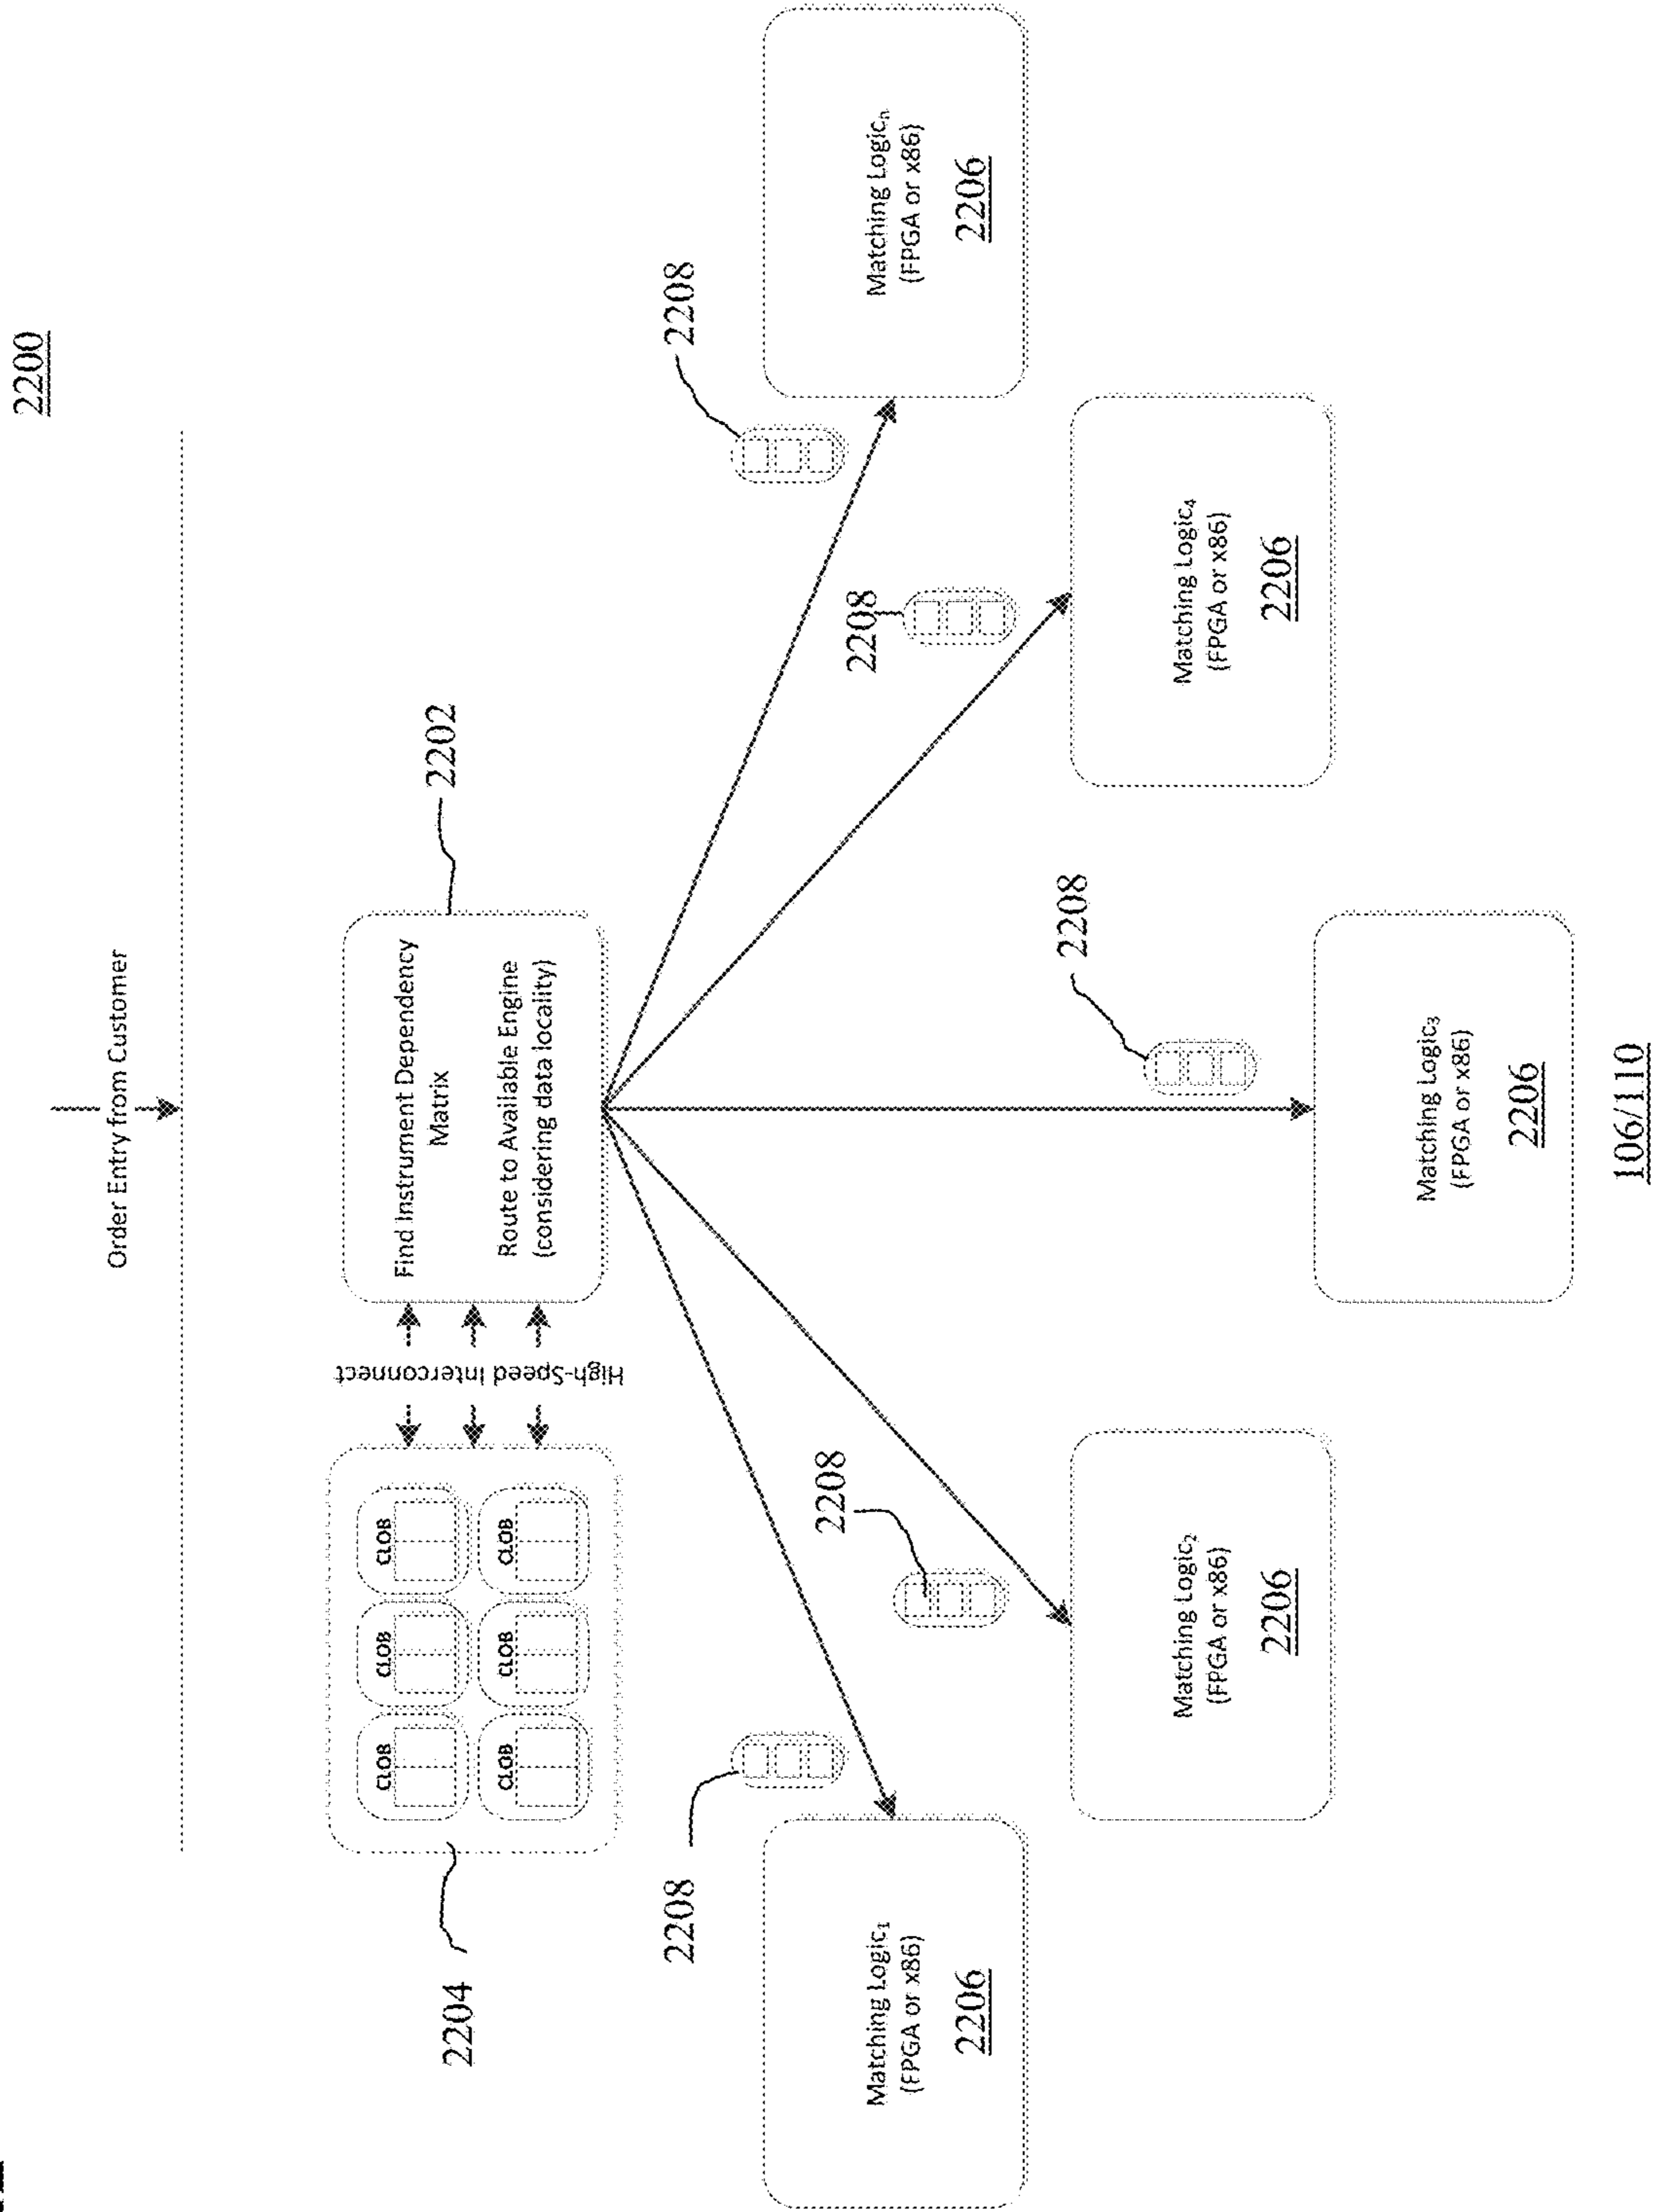 2200
Order Entry from Customer
2204
CLOB
CLOB
CLOB
CLOB
CLOB
CLOB
High-Speed Interconnect
Find Instrument Dependency
Matrix
Route to Available Engine
(considering data locality)
2202
2208
2208
2208
2208
2208
Matching Logic₁
(FPGA or x86)
2206
Matching Logic₂
(FPGA or x86)
2206
Matching Logic₃
(FPGA or x86)
2206
Matching Logic₄
(FPGA or x86)
2206
Matching Logicₙ
(FPGA or x86)
2206
106/110